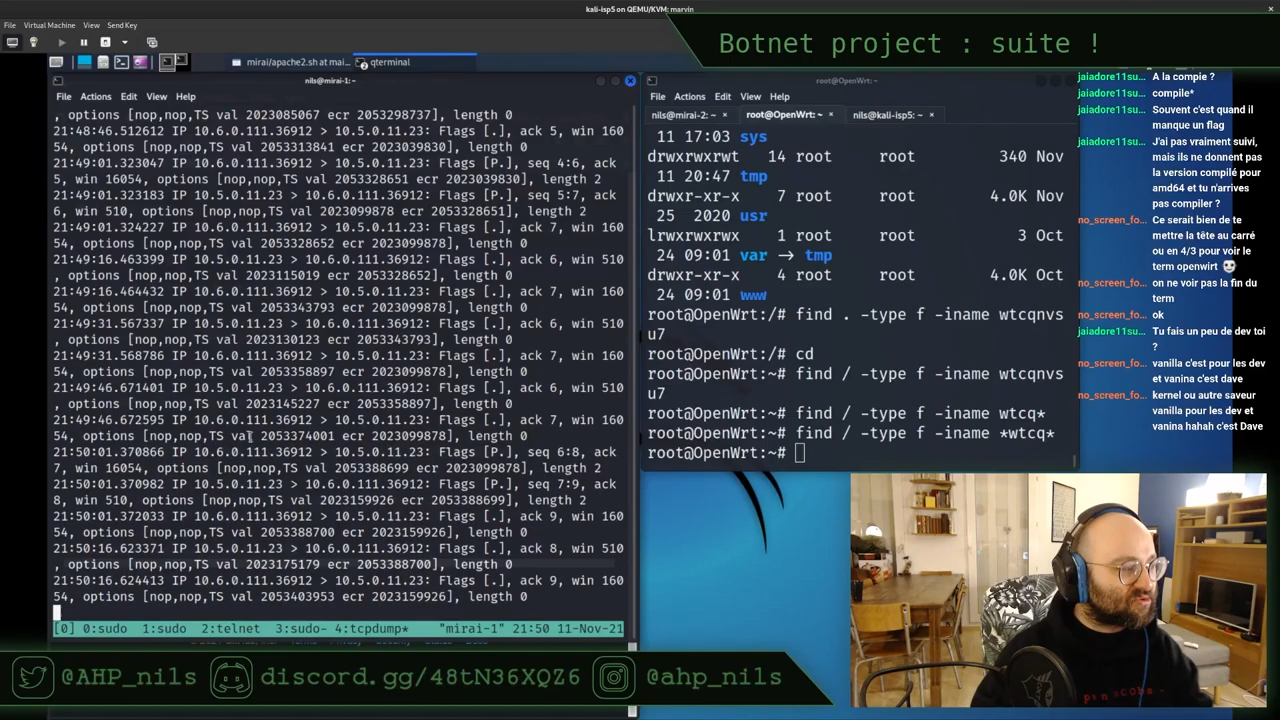 kali-isp5 on QEMU/KVM: marvin
File Virtual Machine View Send Key
Botnet project : suite !
mirai/apache2.sh at mai...
qterminal
nils@mirai-1: ~
File Actions Edit View Help
, options [nop,nop,TS val 2023085067 ecr 2053298737], length 0
21:48:46.512612 IP 10.6.0.111.36912 > 10.5.0.11.23: Flags [.], ack 5, win 160
54, options [nop,nop,TS val 2053313841 ecr 2023039830], length 0
21:49:01.323047 IP 10.6.0.111.36912 > 10.5.0.11.23: Flags [P.], seq 4:6, ack
5, win 16054, options [nop,nop,TS val 2053328651 ecr 2023039830], length 2
21:49:01.323183 IP 10.5.0.11.23 > 10.6.0.111.36912: Flags [P.], seq 5:7, ack
6, win 510, options [nop,nop,TS val 2023099878 ecr 2053328651], length 2
21:49:01.324227 IP 10.6.0.111.36912 > 10.5.0.11.23: Flags [.], ack 7, win 160
54, options [nop,nop,TS val 2053328652 ecr 2023099878], length 0
21:49:16.463399 IP 10.5.0.11.23 > 10.6.0.111.36912: Flags [.], ack 6, win 510
, options [nop,nop,TS val 2023115019 ecr 2053328652], length 0
21:49:16.464432 IP 10.6.0.111.36912 > 10.5.0.11.23: Flags [.], ack 7, win 160
54, options [nop,nop,TS val 2053343793 ecr 2023099878], length 0
21:49:31.567337 IP 10.5.0.11.23 > 10.6.0.111.36912: Flags [.], ack 6, win 510
, options [nop,nop,TS val 2023130123 ecr 2053343793], length 0
21:49:31.568786 IP 10.6.0.111.36912 > 10.5.0.11.23: Flags [.], ack 7, win 160
54, options [nop,nop,TS val 2053358897 ecr 2023099878], length 0
21:49:46.671401 IP 10.5.0.11.23 > 10.6.0.111.36912: Flags [.], ack 6, win 510
, options [nop,nop,TS val 2023145227 ecr 2053358897], length 0
21:49:46.672595 IP 10.6.0.111.36912 > 10.5.0.11.23: Flags [.], ack 7, win 160
54, options [nop,nop,TS val 2053374001 ecr 2023099878], length 0
21:50:01.370866 IP 10.6.0.111.36912 > 10.5.0.11.23: Flags [P.], seq 6:8, ack
7, win 16054, options [nop,nop,TS val 2053388699 ecr 2023099878], length 2
21:50:01.370982 IP 10.5.0.11.23 > 10.6.0.111.36912: Flags [P.], seq 7:9, ack
8, win 510, options [nop,nop,TS val 2023159926 ecr 2053388699], length 2
21:50:01.372033 IP 10.6.0.111.36912 > 10.5.0.11.23: Flags [.], ack 9, win 160
54, options [nop,nop,TS val 2053388700 ecr 2023159926], length 0
21:50:16.623371 IP 10.5.0.11.23 > 10.6.0.111.36912: Flags [.], ack 8, win 510
, options [nop,nop,TS val 2023175179 ecr 2053388700], length 0
21:50:16.624413 IP 10.6.0.111.36912 > 10.5.0.11.23: Flags [.], ack 9, win 160
54, options [nop,nop,TS val 2053403953 ecr 2023159926], length 0
[0] 0:sudo 1:sudo 2:telnet 3:sudo- 4:tcpdump* "mirai-1" 21:50 11-Nov-21
root@OpenWrt: ~
File Actions Edit View Help
nils@mirai-2: ~ × root@OpenWrt: ~ × nils@kali-isp5: ~ ×
11 17:03 sys
drwxrwxrwt 14 root root 340 Nov
11 20:47 tmp
drwxr-xr-x 7 root root 4.0K Nov
25 2020 usr
lrwxrwxrwx 1 root root 3 Oct
24 09:01 var → tmp
drwxr-xr-x 4 root root 4.0K Oct
24 09:01 www
root@OpenWrt:/# find . -type f -iname wtcqnvs
u7
root@OpenWrt:/# cd
root@OpenWrt:~# find / -type f -iname wtcqnvs
u7
root@OpenWrt:~# find / -type f -iname wtcq*
root@OpenWrt:~# find / -type f -iname *wtcq*
root@OpenWrt:~#
jaiadore11su... A la compie ?
jaiadore11su... compile*
jaiadore11su... Souvent c'est quand il
manque un flag
jaiadore11su... J'ai pas vraiment suivi,
mais ils ne donnent pas
la version compilé pour
amd64 et tu n'arrives
pas compiler ?
no_screen_fo... Ce serait bien de te
mettre la tête au carré
ou en 4/3 pour voir le
term openwirt
no_screen_fo... on ne voir pas la fin du
term
no_screen_fo... ok
jaiadore11su... Tu fais un peu de dev toi
?
no_screen_fo... vanilla c'est pour les dev
et vanina c'est dave
no_screen_fo... kernel ou autre saveur
vanilla pour les dev et
vanina hahah c'est Dave
@AHP_nils
discord.gg/48tN36XQZ6
@ahp_nils